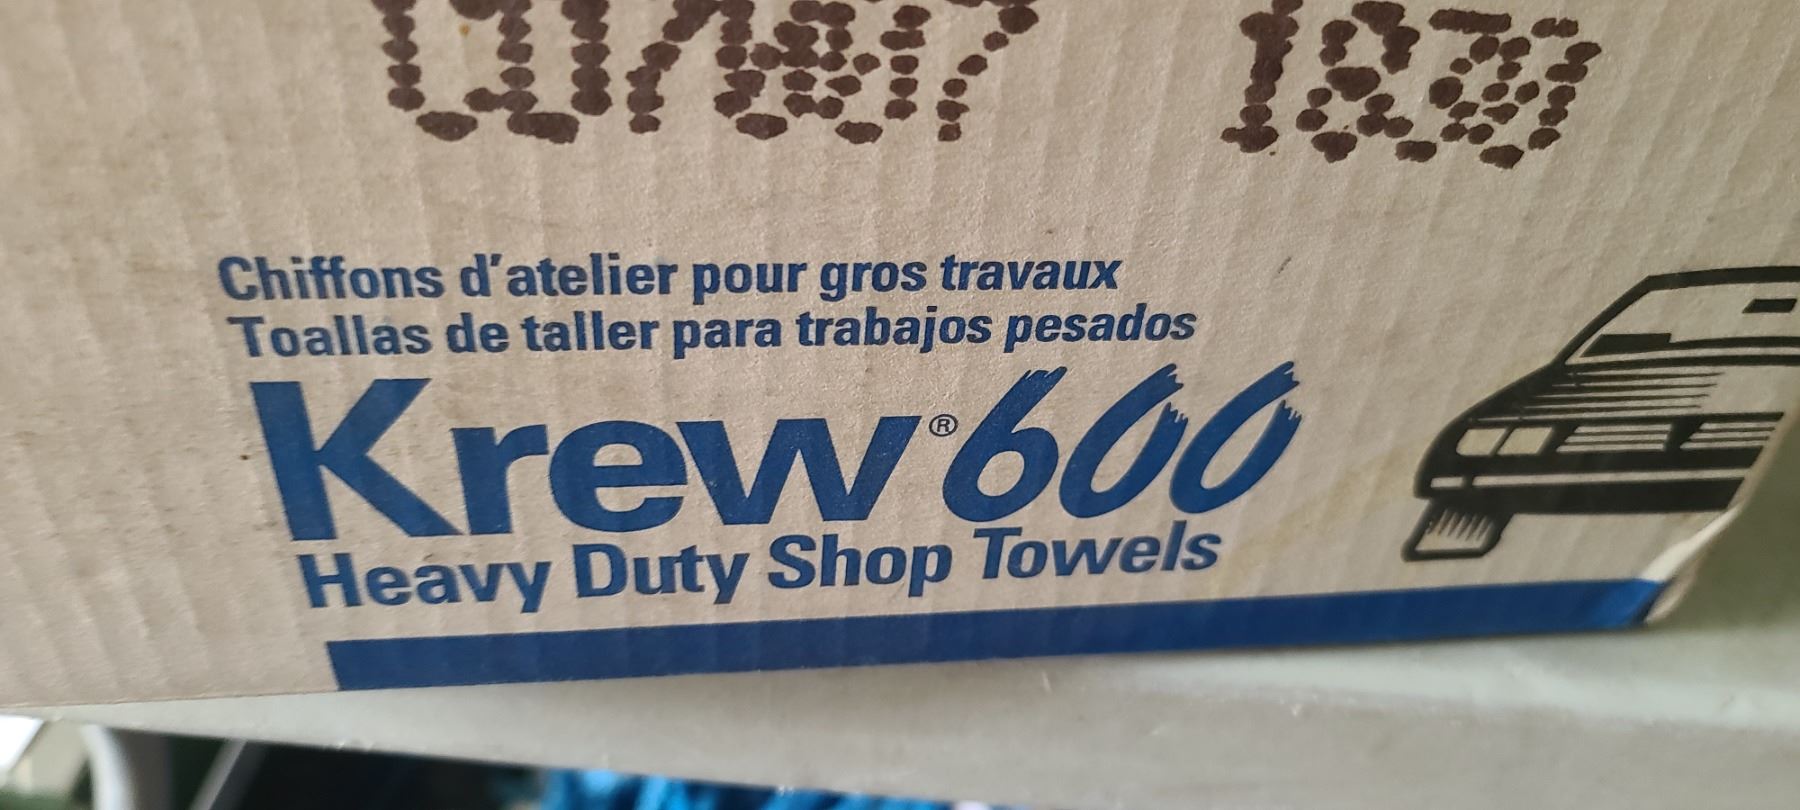 Chiffons d'atelier pour gros travaux
Toallas de taller para trabajos pesados
Krew® 600
Heavy Duty Shop Towels